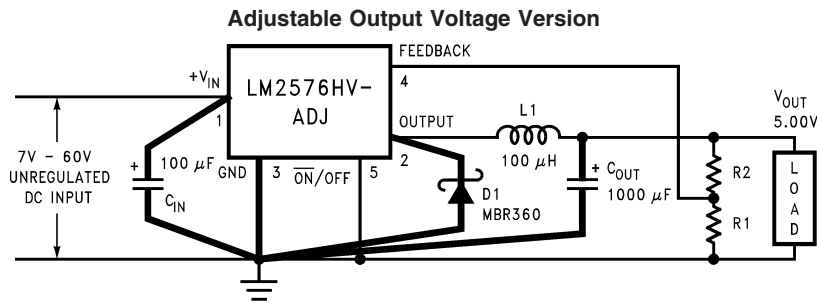 Adjustable Output Voltage Version
FEEDBACK
+VIN
LM2576HV-
ADJ
4
1
OUTPUT
L1
VOUT
5.00V
7V - 60V
UNREGULATED
DC INPUT
+
100 μF
CIN
GND
3
ON/OFF
5
2
100 μH
D1
MBR360
+
COUT
1000 μF
R2
R1
LOAD